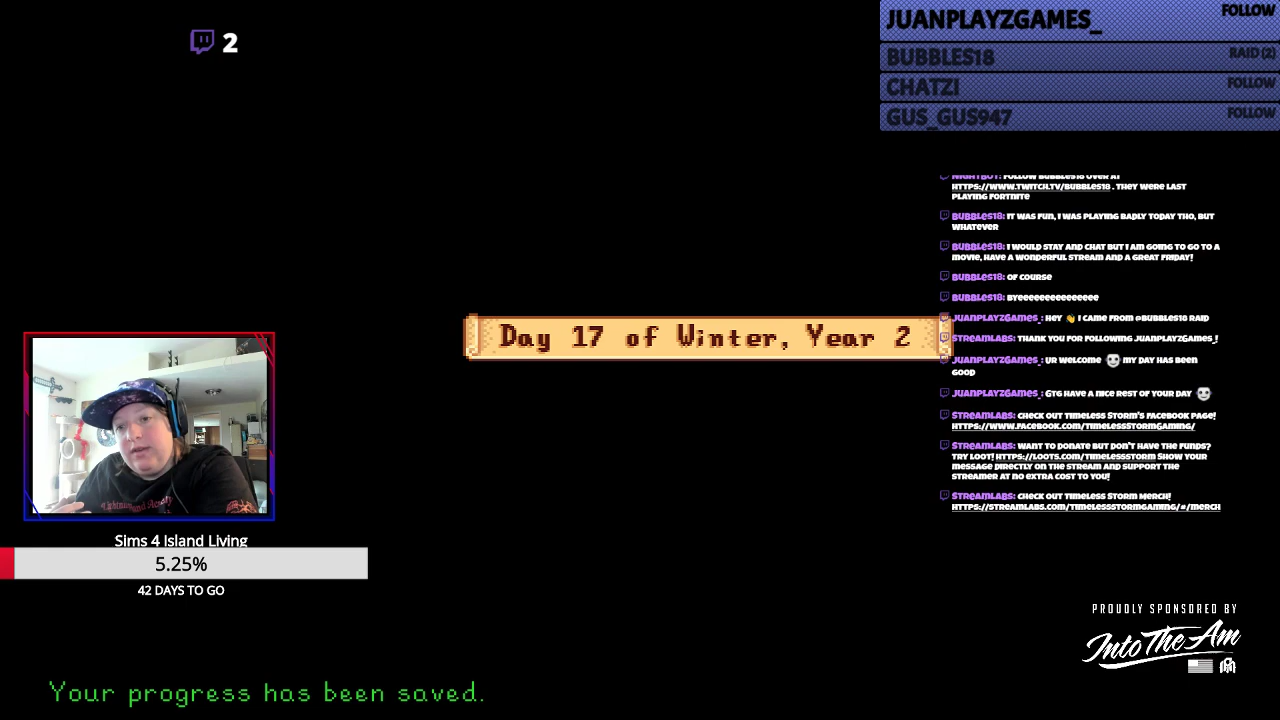 2
JUANPLAYZGAMES_ FOLLOW
BUBBLES18 RAID (2)
CHATZI FOLLOW
GUS_GUS947 FOLLOW
NIGHTBOT: FOLLOW BUBBLES18 OVER AT
HTTPS://WWW.TWITCH.TV/BUBBLES18 . THEY WERE LAST
PLAYING FORTNITE
BUBBLES18: IT WAS FUN, I WAS PLAYING BADLY TODAY THO, BUT
WHATEVER
BUBBLES18: I WOULD STAY AND CHAT BUT I AM GOING TO GO TO A
MOVIE, HAVE A WONDERFUL STREAM AND A GREAT FRIDAY!
BUBBLES18: OF COURSE
BUBBLES18: BYEEEEEEEEEEEEEEE
JUANPLAYZGAMES_: HEY 👋 I CAME FROM @BUBBLES18 RAID
STREAMLABS: THANK YOU FOR FOLLOWING JUANPLAYZGAMES_!
JUANPLAYZGAMES_: UR WELCOME MY DAY HAS BEEN
GOOD
JUANPLAYZGAMES_: GTG HAVE A NICE REST OF YOUR DAY
STREAMLABS: CHECK OUT TIMELESS STORM'S FACEBOOK PAGE!
HTTPS://WWW.FACEBOOK.COM/TIMELESSSTORMGAMING/
STREAMLABS: WANT TO DONATE BUT DON'T HAVE THE FUNDS?
TRY LOOT! HTTPS://LOOTS.COM/TIMELESSSTORM SHOW YOUR
MESSAGE DIRECTLY ON THE STREAM AND SUPPORT THE
STREAMER AT NO EXTRA COST TO YOU!
STREAMLABS: CHECK OUT TIMELESS STORM MERCH!
HTTPS://STREAMLABS.COM/TIMELESSSTORMGAMING/#/MERCH
Day 17 of Winter, Year 2
Sims 4 Island Living
5.25%
42 DAYS TO GO
PROUDLY SPONSORED BY
Into The Am
Your progress has been saved.